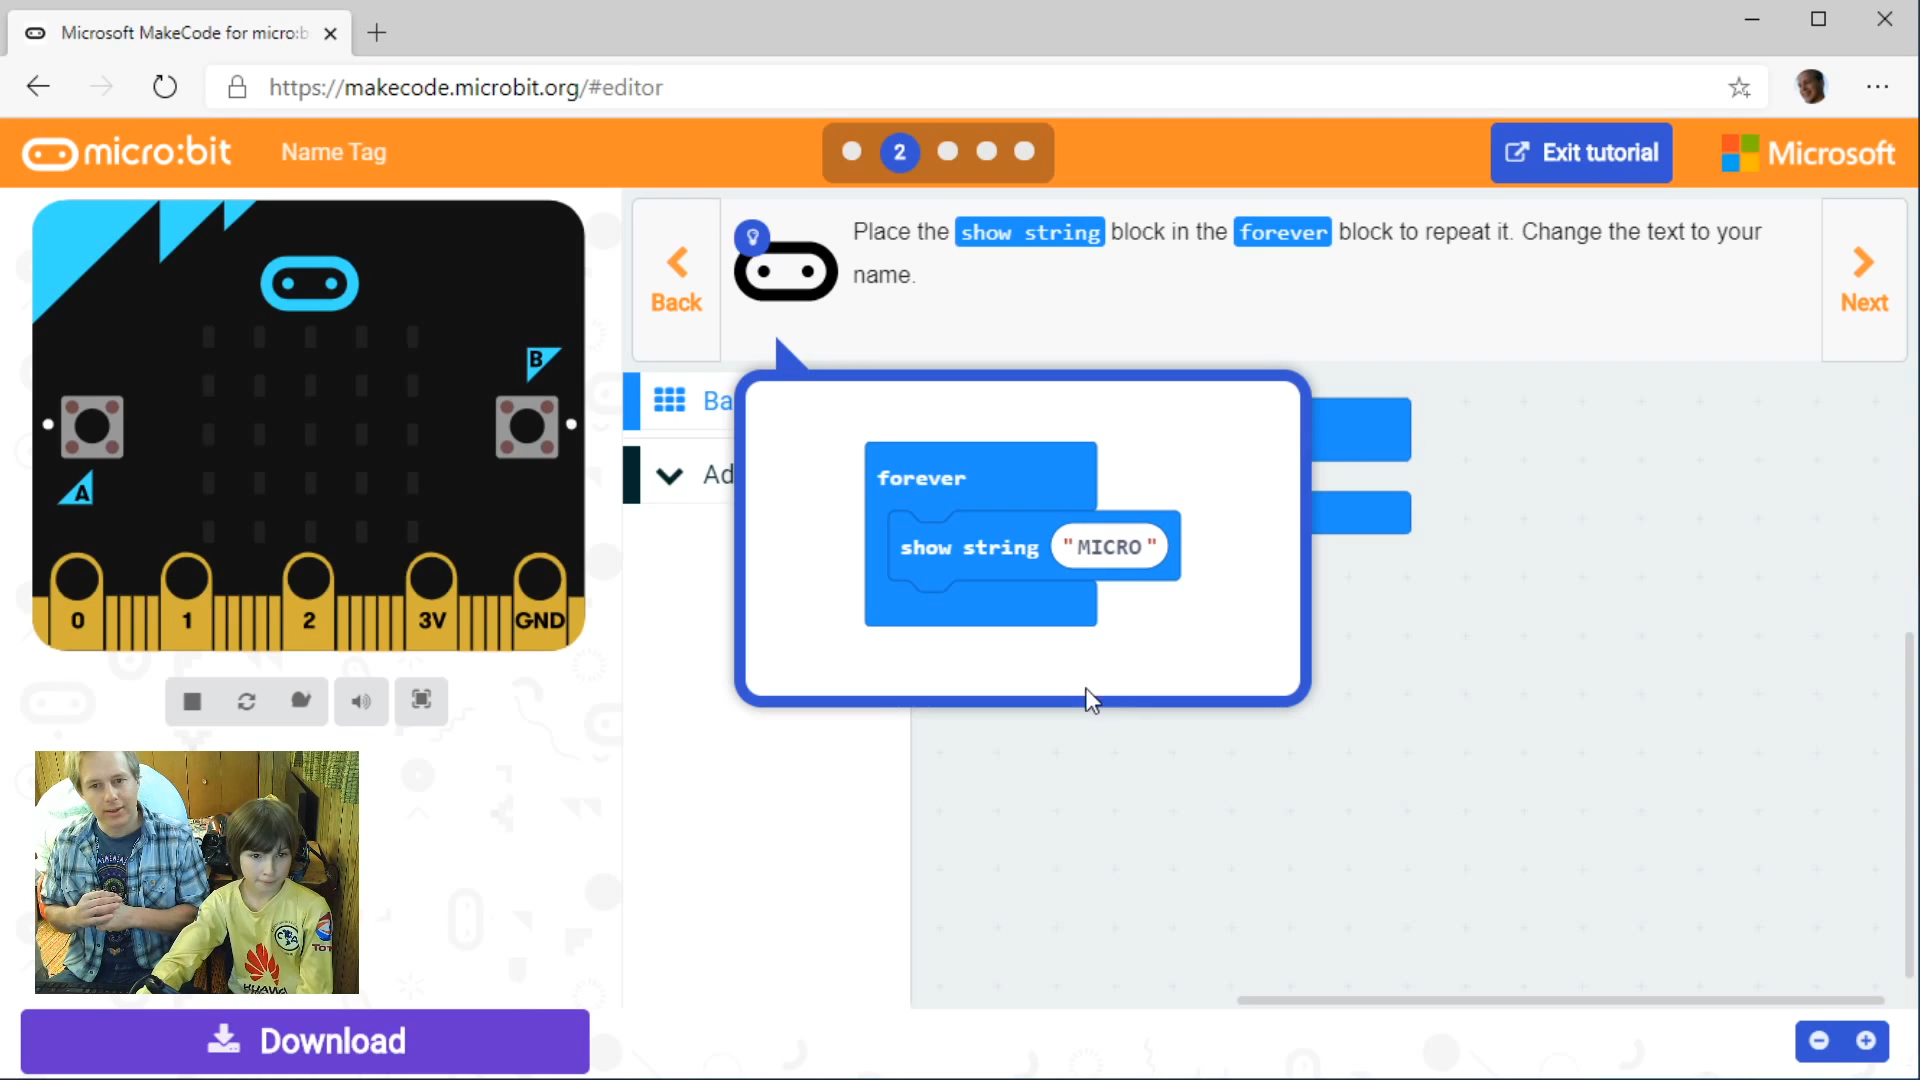 Microsoft MakeCode for micro:b
https://makecode.microbit.org/#editor
micro:bit
Name Tag
2
Exit tutorial
Microsoft
Back
Place the show string block in the forever block to repeat it. Change the text to your
name.
Next
B
A
0
1
2
3V
GND
Ba
Ad
forever
show string "MICRO"
HUAWEI
Download